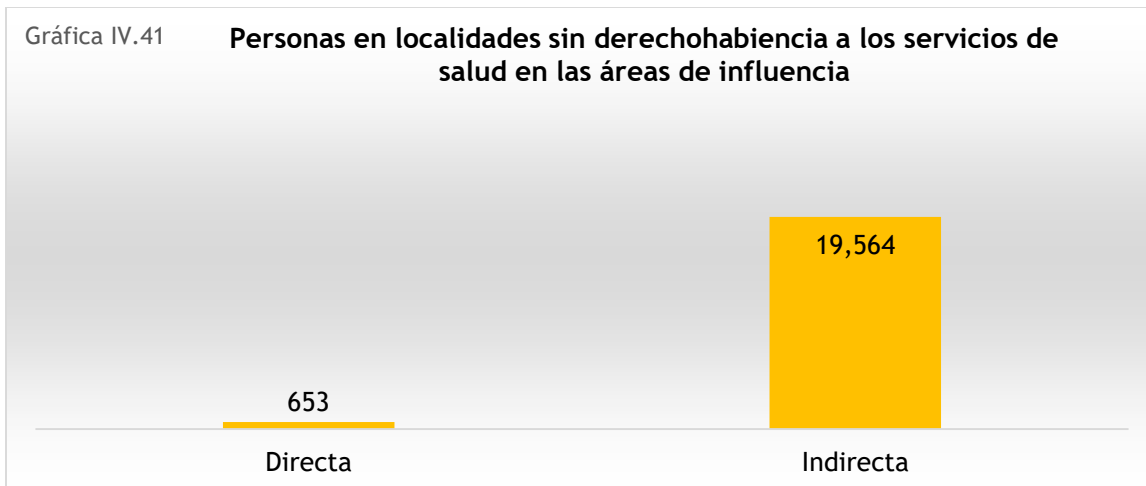 Gráfica IV.41
Personas en localidades sin derechohabiencia a los servicios de
salud en las áreas de influencia
19,564
653
Directa
Indirecta